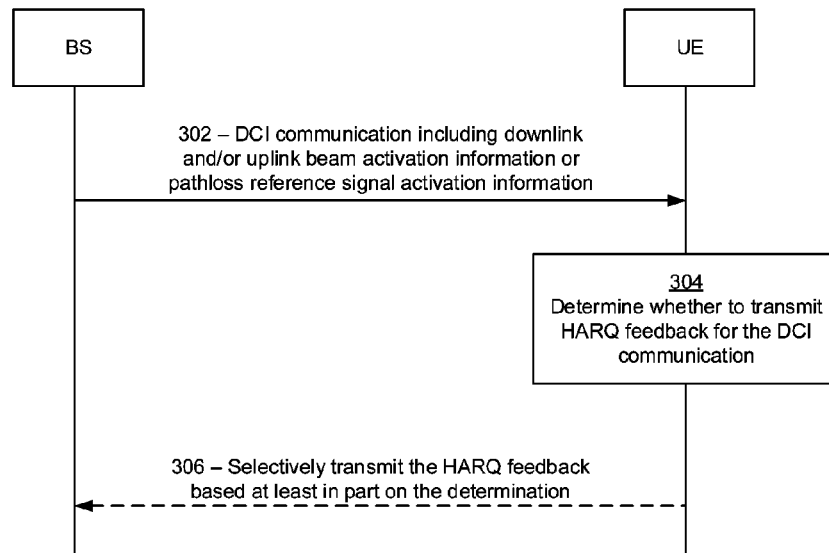 BS
UE
302 – DCI communication including downlink
and/or uplink beam activation information or
pathloss reference signal activation information
304
Determine whether to transmit
HARQ feedback for the DCI
communication
306 – Selectively transmit the HARQ feedback
based at least in part on the determination